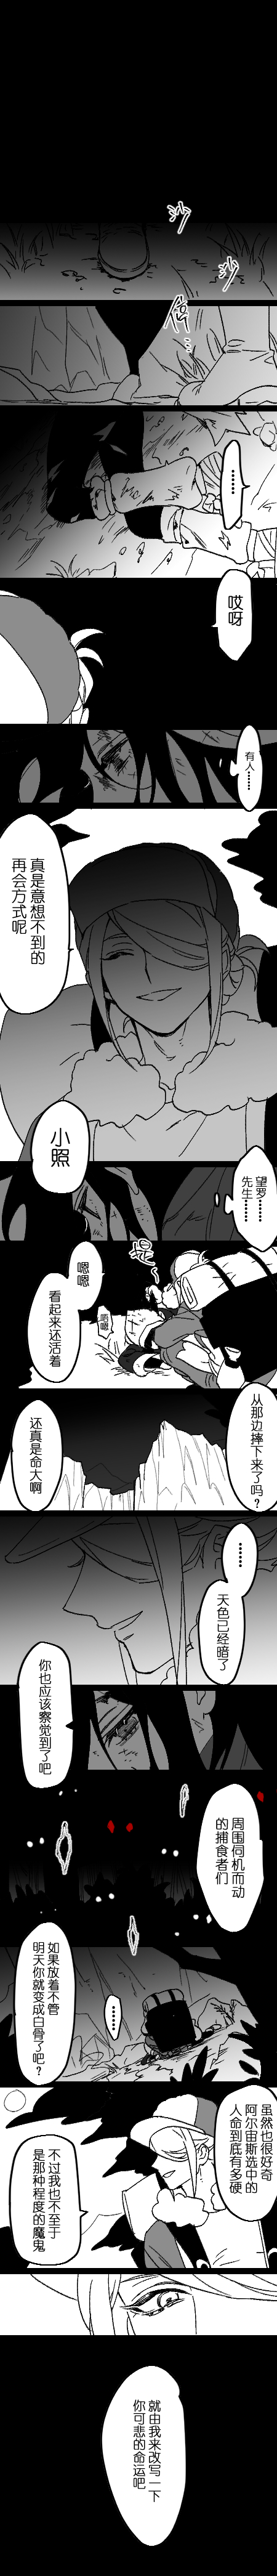 沙
沙
……
哎呀
有人……
真是意想不到的
再会方式呢
小照
望罗……
先生……
嗯嗯
看起来还活着
从那边摔下来了吗？
还真是命大啊
……
天色已经暗了
你也应该察觉到了吧
周围伺机而动
的捕食者们
如果放着不管
明天你就变成白骨了吧？
……
虽然也很好奇
阿尔宙斯选中的
人命到底有多硬
不过我也不至于
是那种程度的魔鬼
就由我来改写一下
你可悲的命运吧